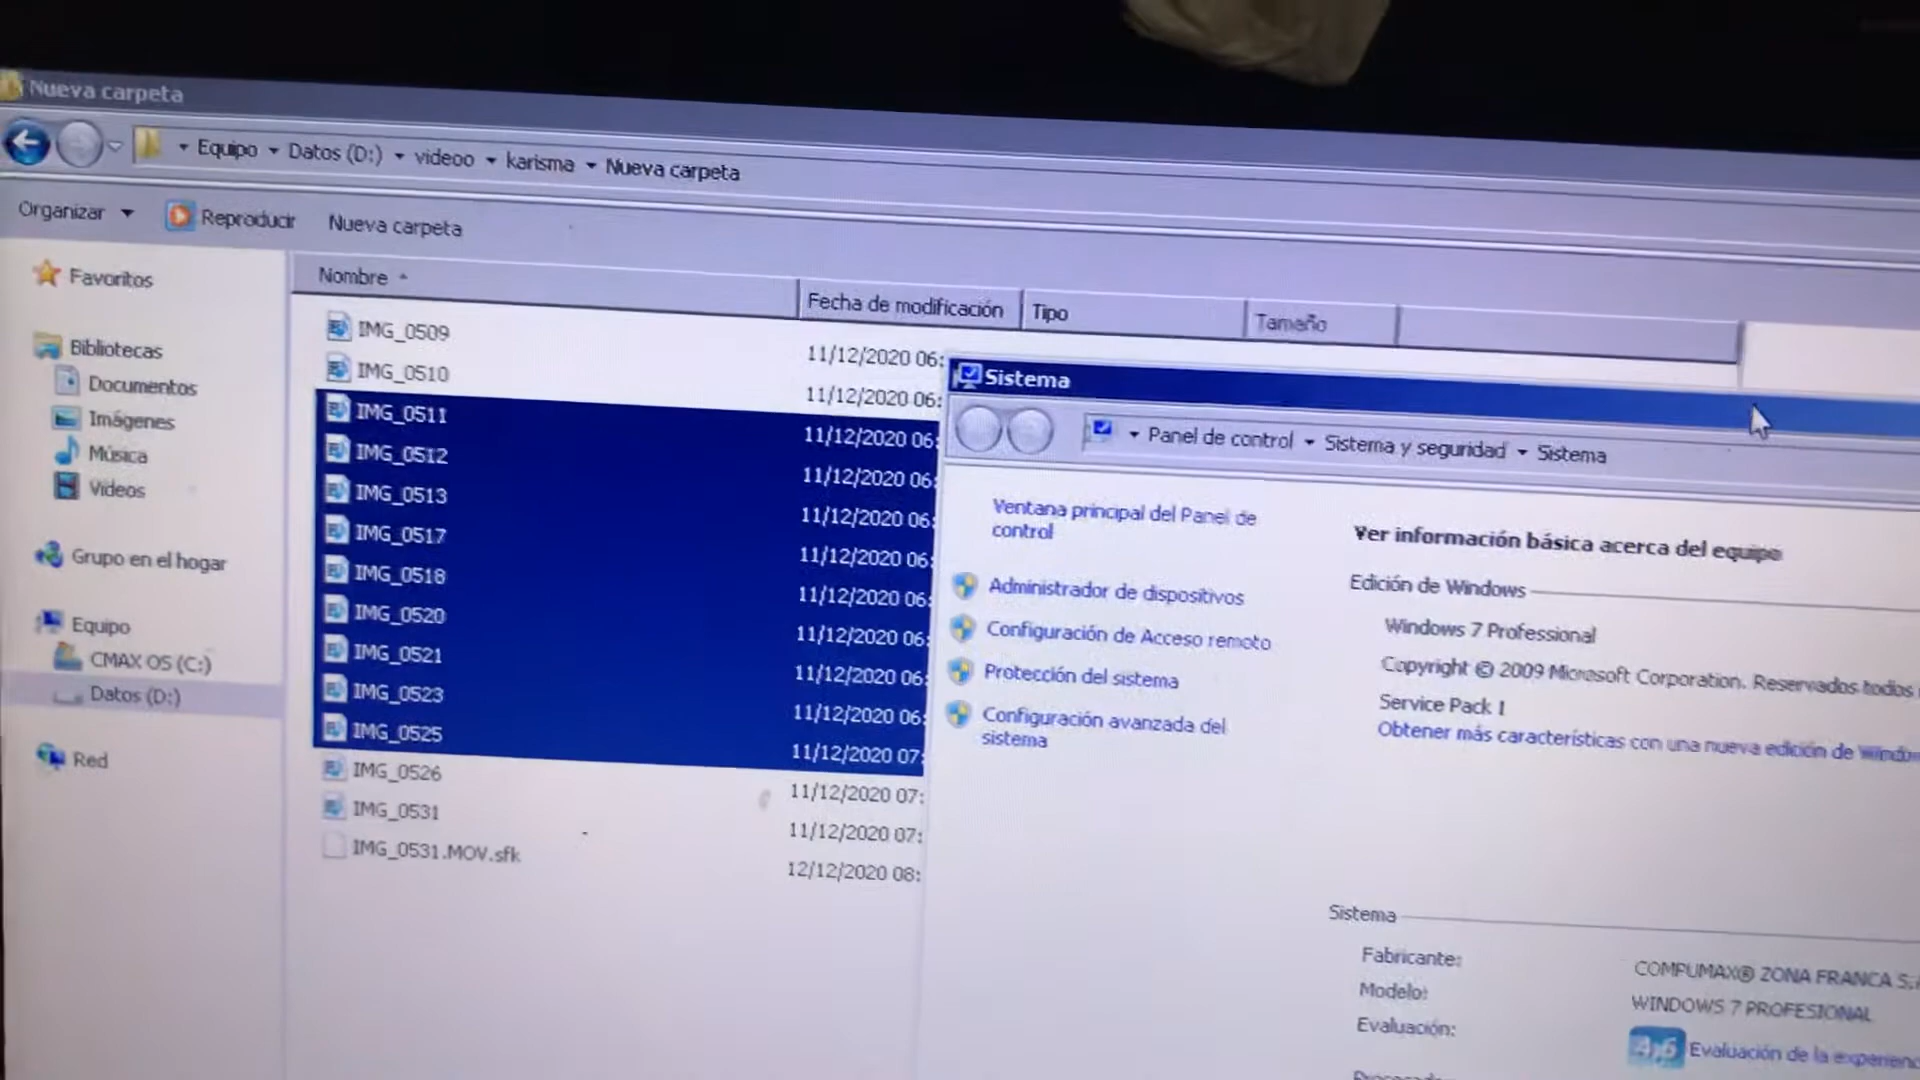 Nueva carpeta
Equipo Datos (D:) videoo karisma Nueva carpeta
Organizar Reproducir Nueva carpeta
Favoritos
Bibliotecas
Documentos
Imágenes
Música
Videos
Grupo en el hogar
Equipo
CMAX OS (C:)
Datos (D:)
Red
Nombre Fecha de modificación Tipo Tamaño
IMG_0509 11/12/2020 06:
IMG_0510 11/12/2020 06:
IMG_0511 11/12/2020 06:
IMG_0512 11/12/2020 06:
IMG_0513 11/12/2020 06:
IMG_0517 11/12/2020 06:
IMG_0518 11/12/2020 06:
IMG_0520 11/12/2020 06:
IMG_0521 11/12/2020 06:
IMG_0523 11/12/2020 06:
IMG_0525 11/12/2020 07:
IMG_0526 11/12/2020 07:
IMG_0531 11/12/2020 07:
IMG_0531.MOV.sfk 12/12/2020 08:
Sistema
Panel de control Sistema y seguridad Sistema
Ventana principal del Panel de
control
Administrador de dispositivos
Configuración de Acceso remoto
Protección del sistema
Configuración avanzada del
sistema
Ver información básica acerca del equipo
Edición de Windows
Windows 7 Professional
Copyright © 2009 Microsoft Corporation. Reservados todos
Service Pack 1
Obtener más características con una nueva edición de
Sistema
Fabricante: COMPUMAX® ZONA FRANCA S.
Modelo: WINDOWS 7 PROFESIONAL
Evaluación: 4,6 Evaluación de la